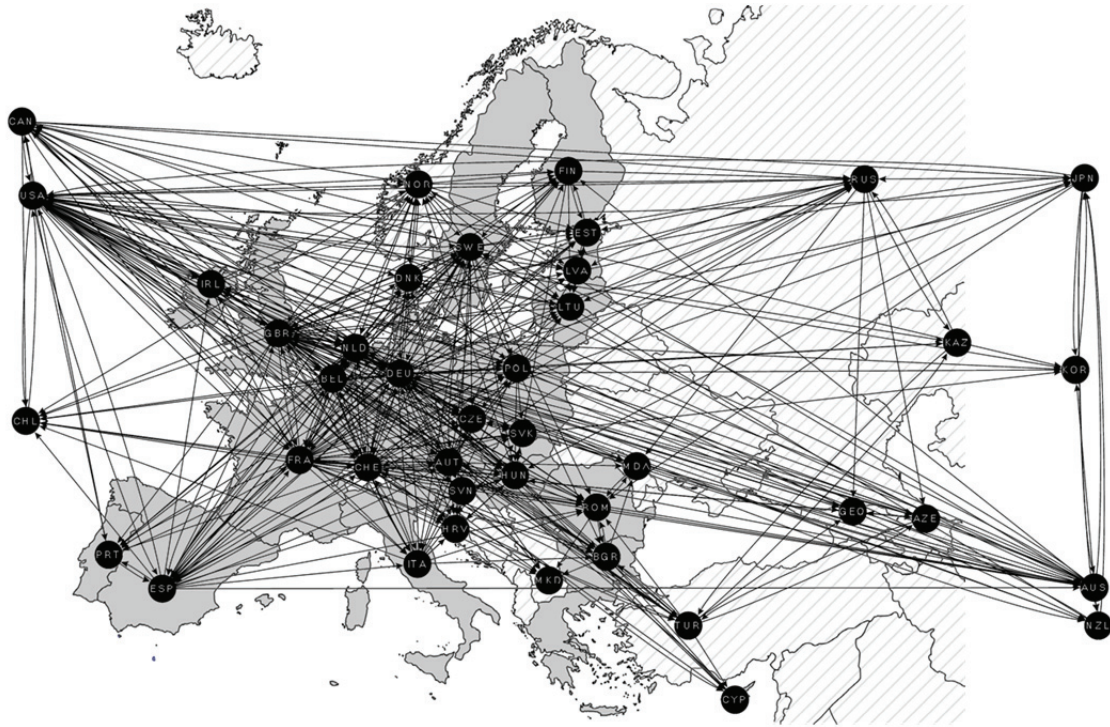 CAN
USA
NOR
FIN
RUS
JPN
EST
SWE
LVA
DNK
IRL
LTU
GBR
NLD
KAZ
BEL
DEU
POL
KOR
CHL
CZE
SVK
FRA
CHE
AUT
HUN
MDA
SVN
ROM
GEO
AZE
HRV
PRT
ITA
BGR
ESP
MKD
AUS
TUR
NZL
CYP